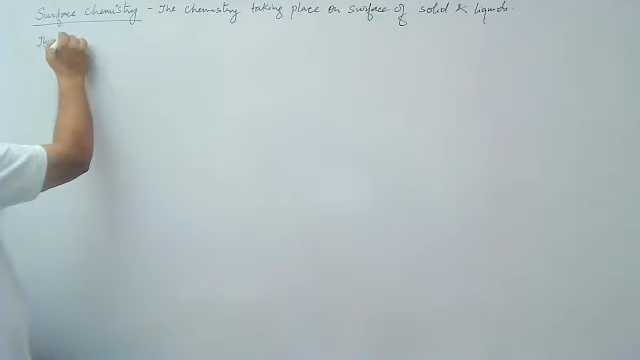 Surface chemistry - The chemistry taking place on surface of solid & liquids.